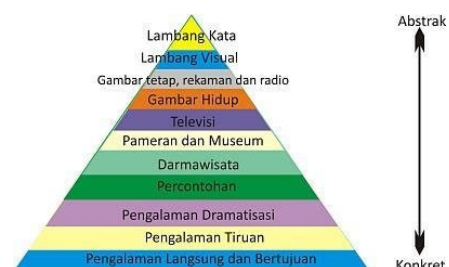 Lambang Kata
Abstrak
Lambang Visual
Gambar tetap, rekaman dan radio
Gambar Hidup
Televisi
Pameran dan Museum
Darmawisata
Percontohan
Pengalaman Dramatisasi
Pengalaman Tiruan
Pengalaman Langsung dan Bertujuan
Konkret